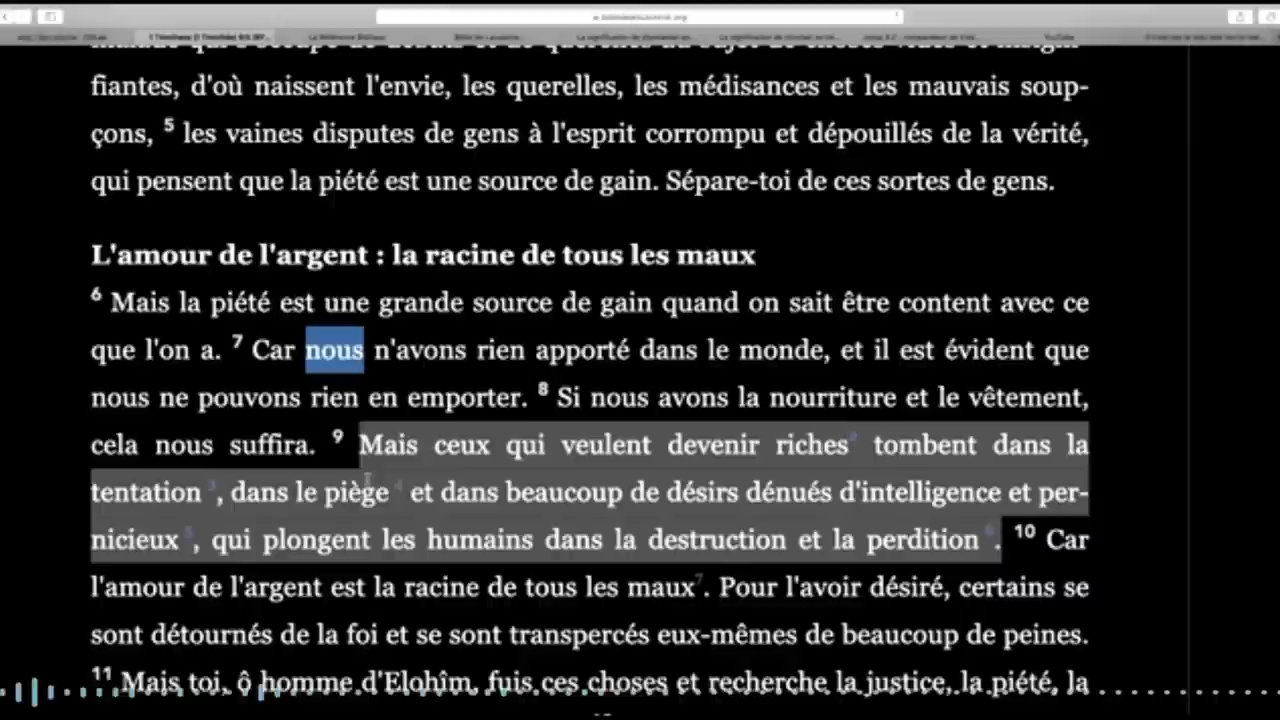 fiantes, d'où naissent l'envie, les querelles, les médisances et les mauvais soup-
çons, 5 les vaines disputes de gens à l'esprit corrompu et dépouillés de la vérité,
qui pensent que la piété est une source de gain. Sépare-toi de ces sortes de gens.
L'amour de l'argent : la racine de tous les maux
6 Mais la piété est une grande source de gain quand on sait être content avec ce
que l'on a. 7 Car nous n'avons rien apporté dans le monde, et il est évident que
nous ne pouvons rien en emporter. 8 Si nous avons la nourriture et le vêtement,
cela nous suffira. 9 Mais ceux qui veulent devenir riches tombent dans la
tentation 3, dans le piège 4 et dans beaucoup de désirs dénués d'intelligence et per-
nicieux 5, qui plongent les humains dans la destruction et la perdition 6. 10 Car
l'amour de l'argent est la racine de tous les maux7. Pour l'avoir désiré, certains se
sont détournés de la foi et se sont transpercés eux-mêmes de beaucoup de peines.
11 Mais toi, ô homme d'Elohîm, fuis ces choses et recherche la justice, la piété, la